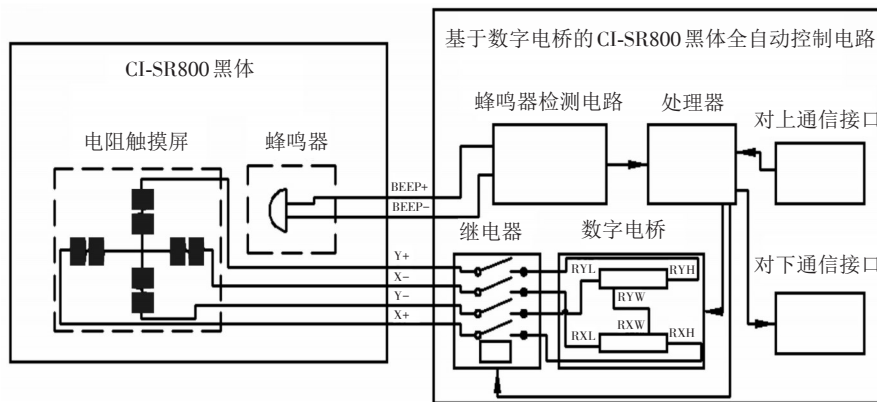 基于数字电桥的CI-SR800黑体全自动控制电路
CI-SR800黑体
蜂鸣器检测电路
处理器
对上通信接口
电阻触摸屏
蜂鸣器
BEEP+
BEEP-
继电器
数字电桥
对下通信接口
Y+
X-
Y-
X+
RYL
RYH
RYW
RXW
RXL
RXH